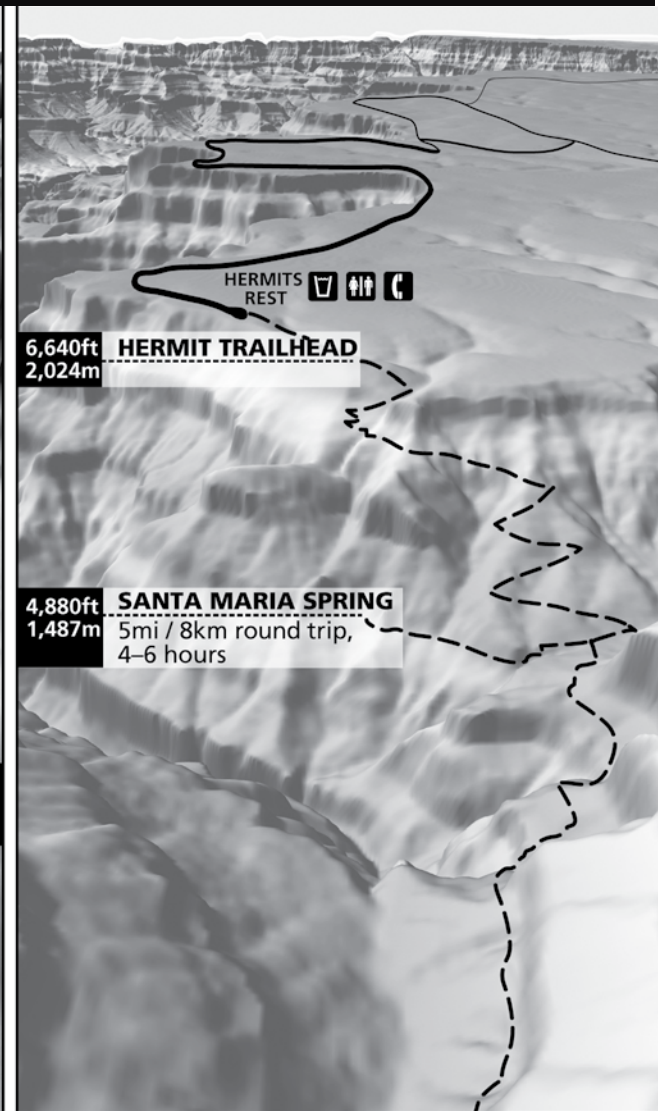 HERMITS
REST
6,640ft
2,024m
HERMIT TRAILHEAD
4,880ft
1,487m
SANTA MARIA SPRING
5mi / 8km round trip,
4–6 hours